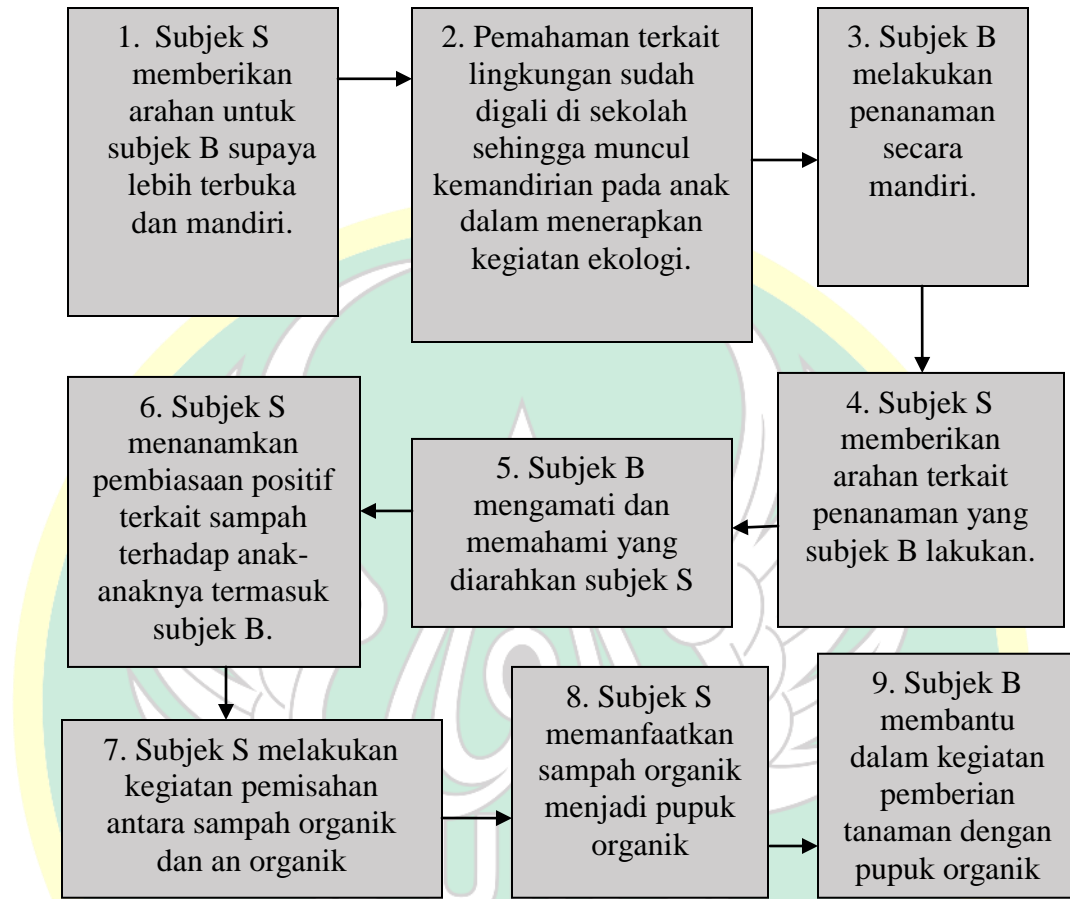 1. Subjek S
memberikan
arahan untuk
subjek B supaya
lebih terbuka
dan mandiri.
2. Pemahaman terkait
lingkungan sudah
digali di sekolah
sehingga muncul
kemandirian pada anak
dalam menerapkan
kegiatan ekologi.
3. Subjek B
melakukan
penanaman
secara
mandiri.
4. Subjek S
memberikan
arahan terkait
penanaman yang
subjek B lakukan.
5. Subjek B
mengamati dan
memahami yang
diarahkan subjek S
6. Subjek S
menanamkan
pembiasaan positif
terkait sampah
terhadap anak-
anaknya termasuk
subjek B.
7. Subjek S melakukan
kegiatan pemisahan
antara sampah organik
dan an organik
8. Subjek S
memanfaatkan
sampah organik
menjadi pupuk
organik
9. Subjek B
membantu
dalam kegiatan
pemberian
tanaman dengan
pupuk organik